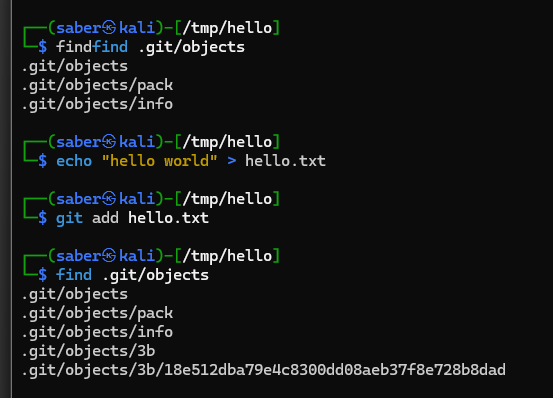 ┌──(saber㉿kali)-[/tmp/hello]
└─$ findfind .git/objects
.git/objects
.git/objects/pack
.git/objects/info
┌──(saber㉿kali)-[/tmp/hello]
└─$ echo "hello world" > hello.txt
┌──(saber㉿kali)-[/tmp/hello]
└─$ git add hello.txt
┌──(saber㉿kali)-[/tmp/hello]
└─$ find .git/objects
.git/objects
.git/objects/pack
.git/objects/info
.git/objects/3b
.git/objects/3b/18e512dba79e4c8300dd08aeb37f8e728b8dad